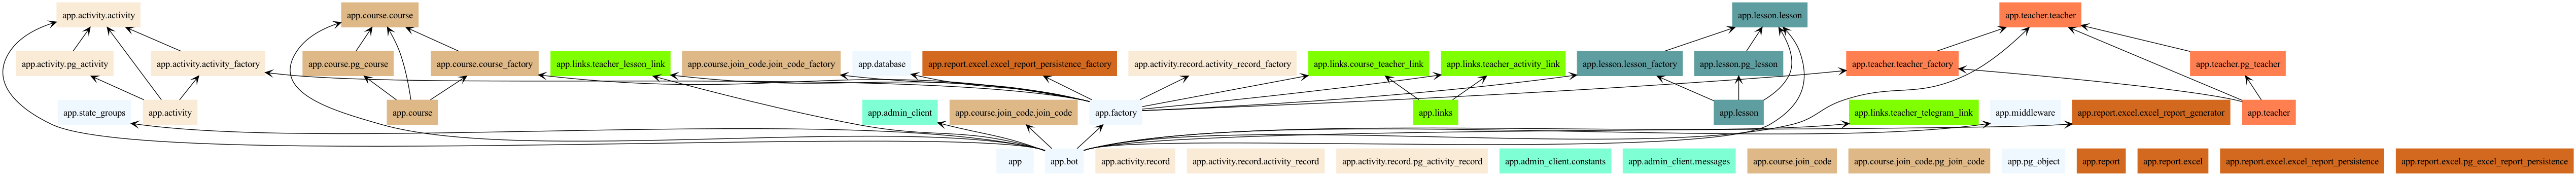 app.activity.activity
app.course.course
app.lesson.lesson
app.teacher.teacher
app.activity.pg_activity
app.activity.activity_factory
app.course.pg_course
app.course.course_factory
app.links.teacher_lesson_link
app.course.join_code.join_code_factory
app.database
app.report.excel.excel_report_persistence_factory
app.activity.record.activity_record_factory
app.links.course_teacher_link
app.links.teacher_activity_link
app.lesson.lesson_factory
app.lesson.pg_lesson
app.teacher.teacher_factory
app.teacher.pg_teacher
app.state_groups
app.activity
app.course
app.admin_client
app.course.join_code.join_code
app.factory
app.links
app.lesson
app.links.teacher_telegram_link
app.middleware
app.report.excel.excel_report_generator
app.teacher
app
app.bot
app.activity.record
app.activity.record.activity_record
app.activity.record.pg_activity_record
app.admin_client.constants
app.admin_client.messages
app.course.join_code
app.course.join_code.pg_join_code
app.pg_object
app.report
app.report.excel
app.report.excel.excel_report_persistence
app.report.excel.pg_excel_report_persistence